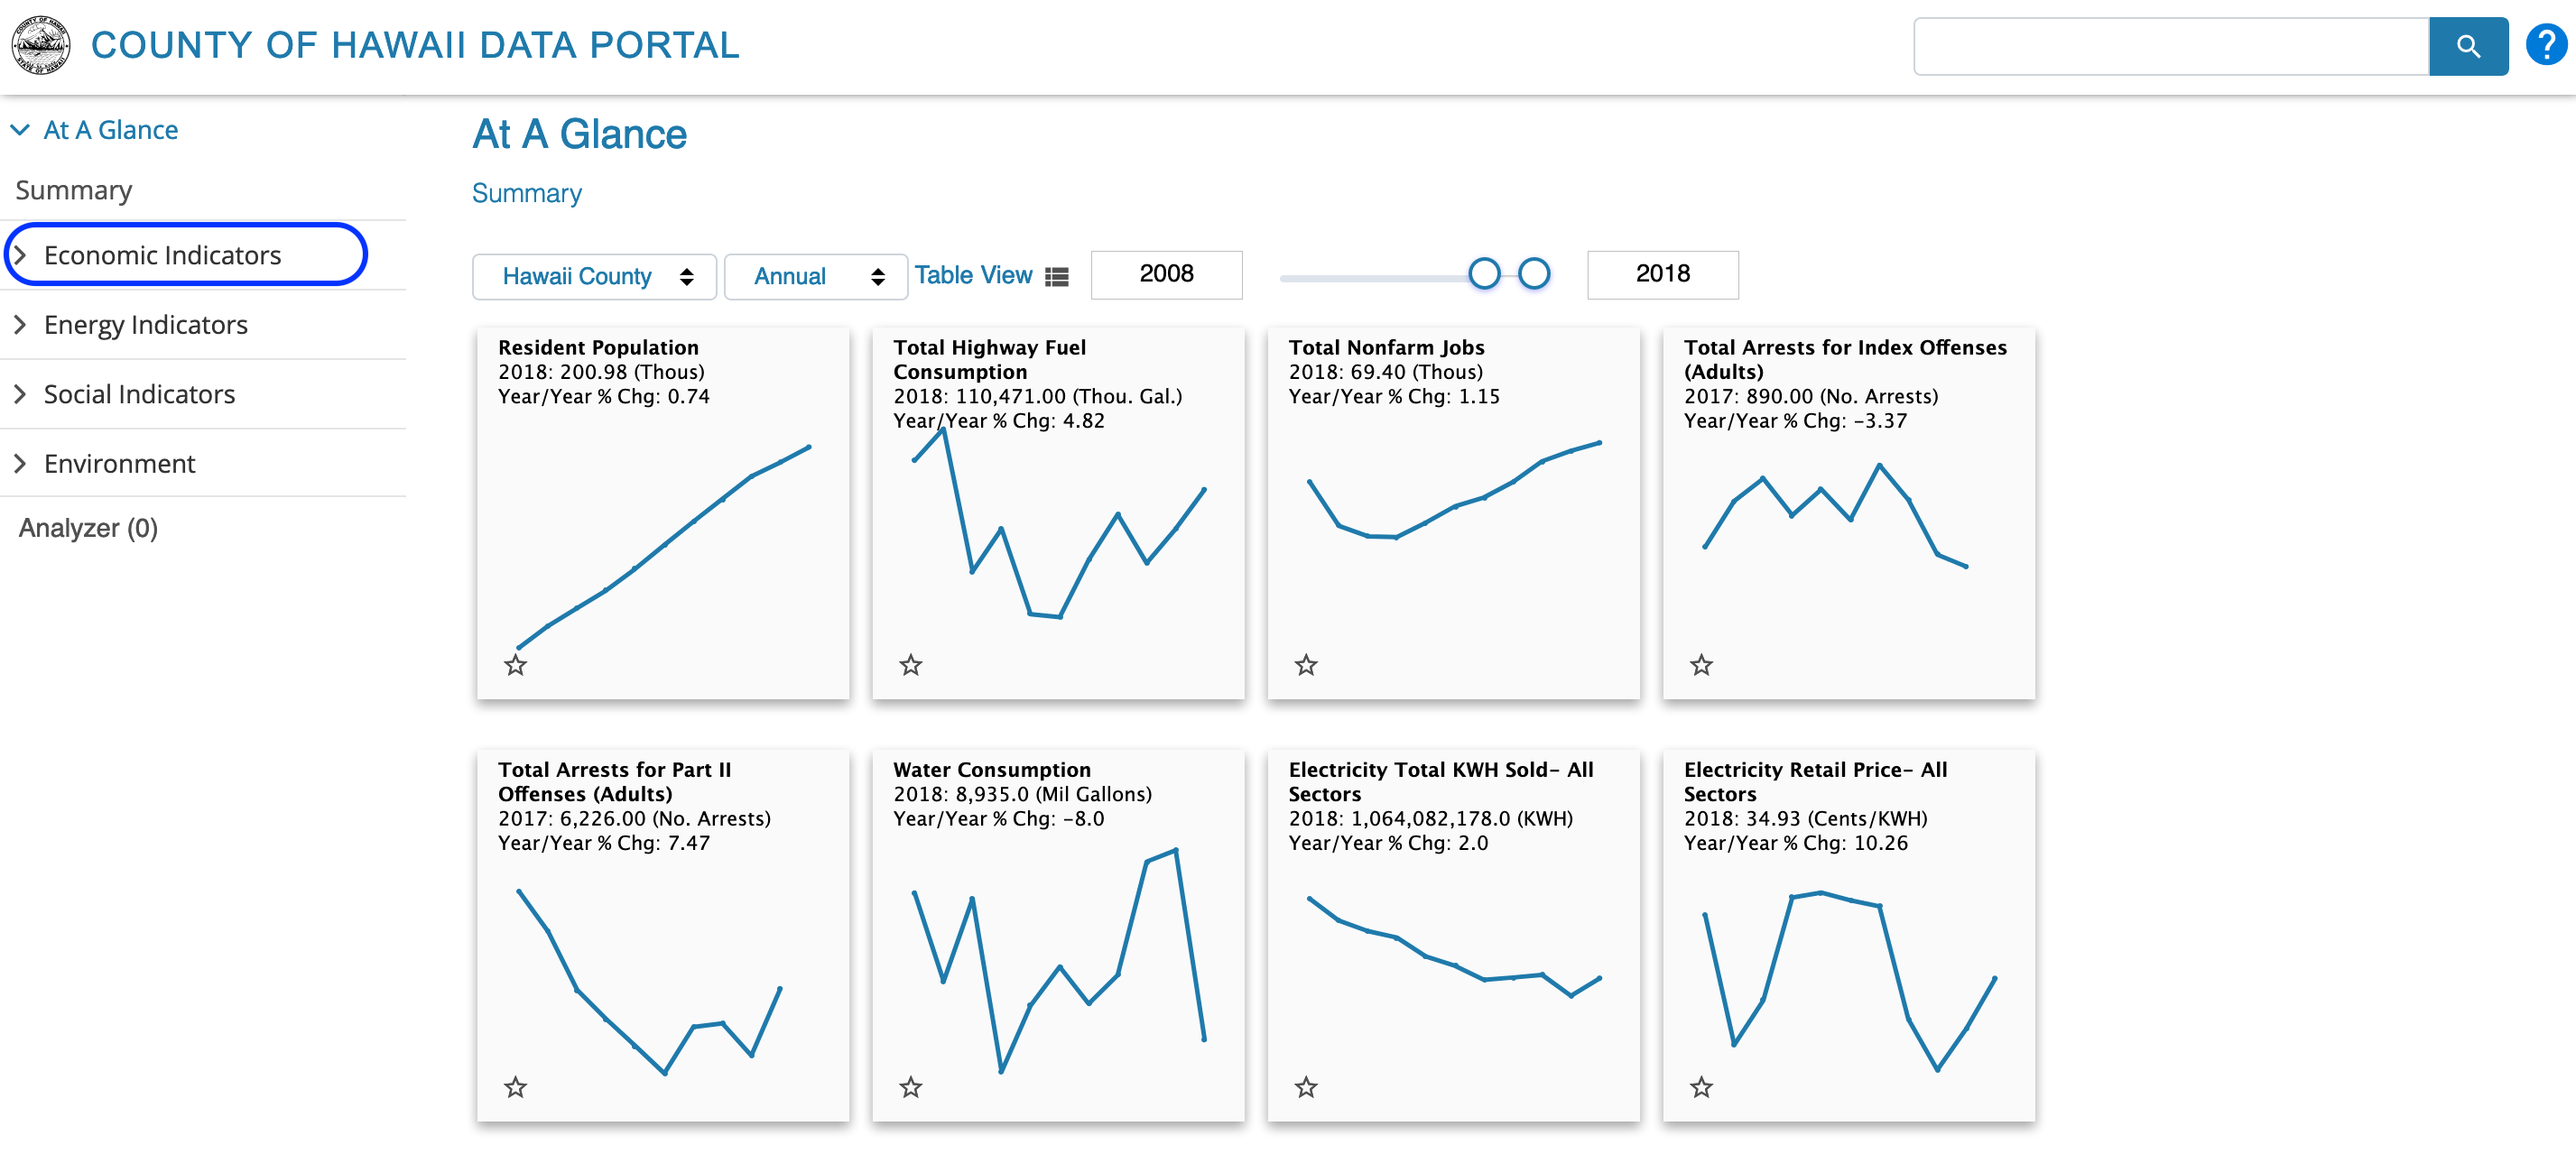 COUNTY OF HAWAII DATA PORTAL
?
At A Glance
Summary
Economic Indicators
Energy Indicators
Social Indicators
Environment
Analyzer (0)
At A Glance
Summary
Hawaii County
Annual
Table View
2008
2018
Resident Population
2018: 200.98 (Thous)
Year/Year % Chg: 0.74
Total Highway Fuel
Consumption
2018: 110,471.00 (Thou. Gal.)
Year/Year % Chg: 4.82
Total Nonfarm Jobs
2018: 69.40 (Thous)
Year/Year % Chg: 1.15
Total Arrests for Index Offenses
(Adults)
2017: 890.00 (No. Arrests)
Year/Year % Chg: -3.37
Total Arrests for Part II
Offenses (Adults)
2017: 6,226.00 (No. Arrests)
Year/Year % Chg: 7.47
Water Consumption
2018: 8,935.0 (Mil Gallons)
Year/Year % Chg: -8.0
Electricity Total KWH Sold- All
Sectors
2018: 1,064,082,178.0 (KWH)
Year/Year % Chg: 2.0
Electricity Retail Price- All
Sectors
2018: 34.93 (Cents/KWH)
Year/Year % Chg: 10.26